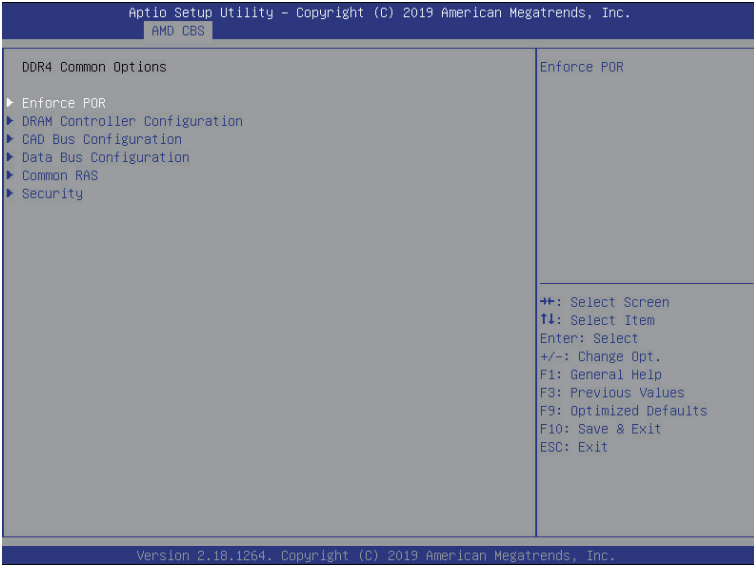 Aptio Setup Utility – Copyright (C) 2019 American Megatrends, Inc.
AMD CBS
DDR4 Common Options
Enforce POR
DRAM Controller Configuration
CAD Bus Configuration
Data Bus Configuration
Common RAS
Security
Enforce POR
→←: Select Screen
↑↓: Select Item
Enter: Select
+/-: Change Opt.
F1: General Help
F3: Previous Values
F9: Optimized Defaults
F10: Save & Exit
ESC: Exit
Version 2.18.1264. Copyright (C) 2019 American Megatrends, Inc.